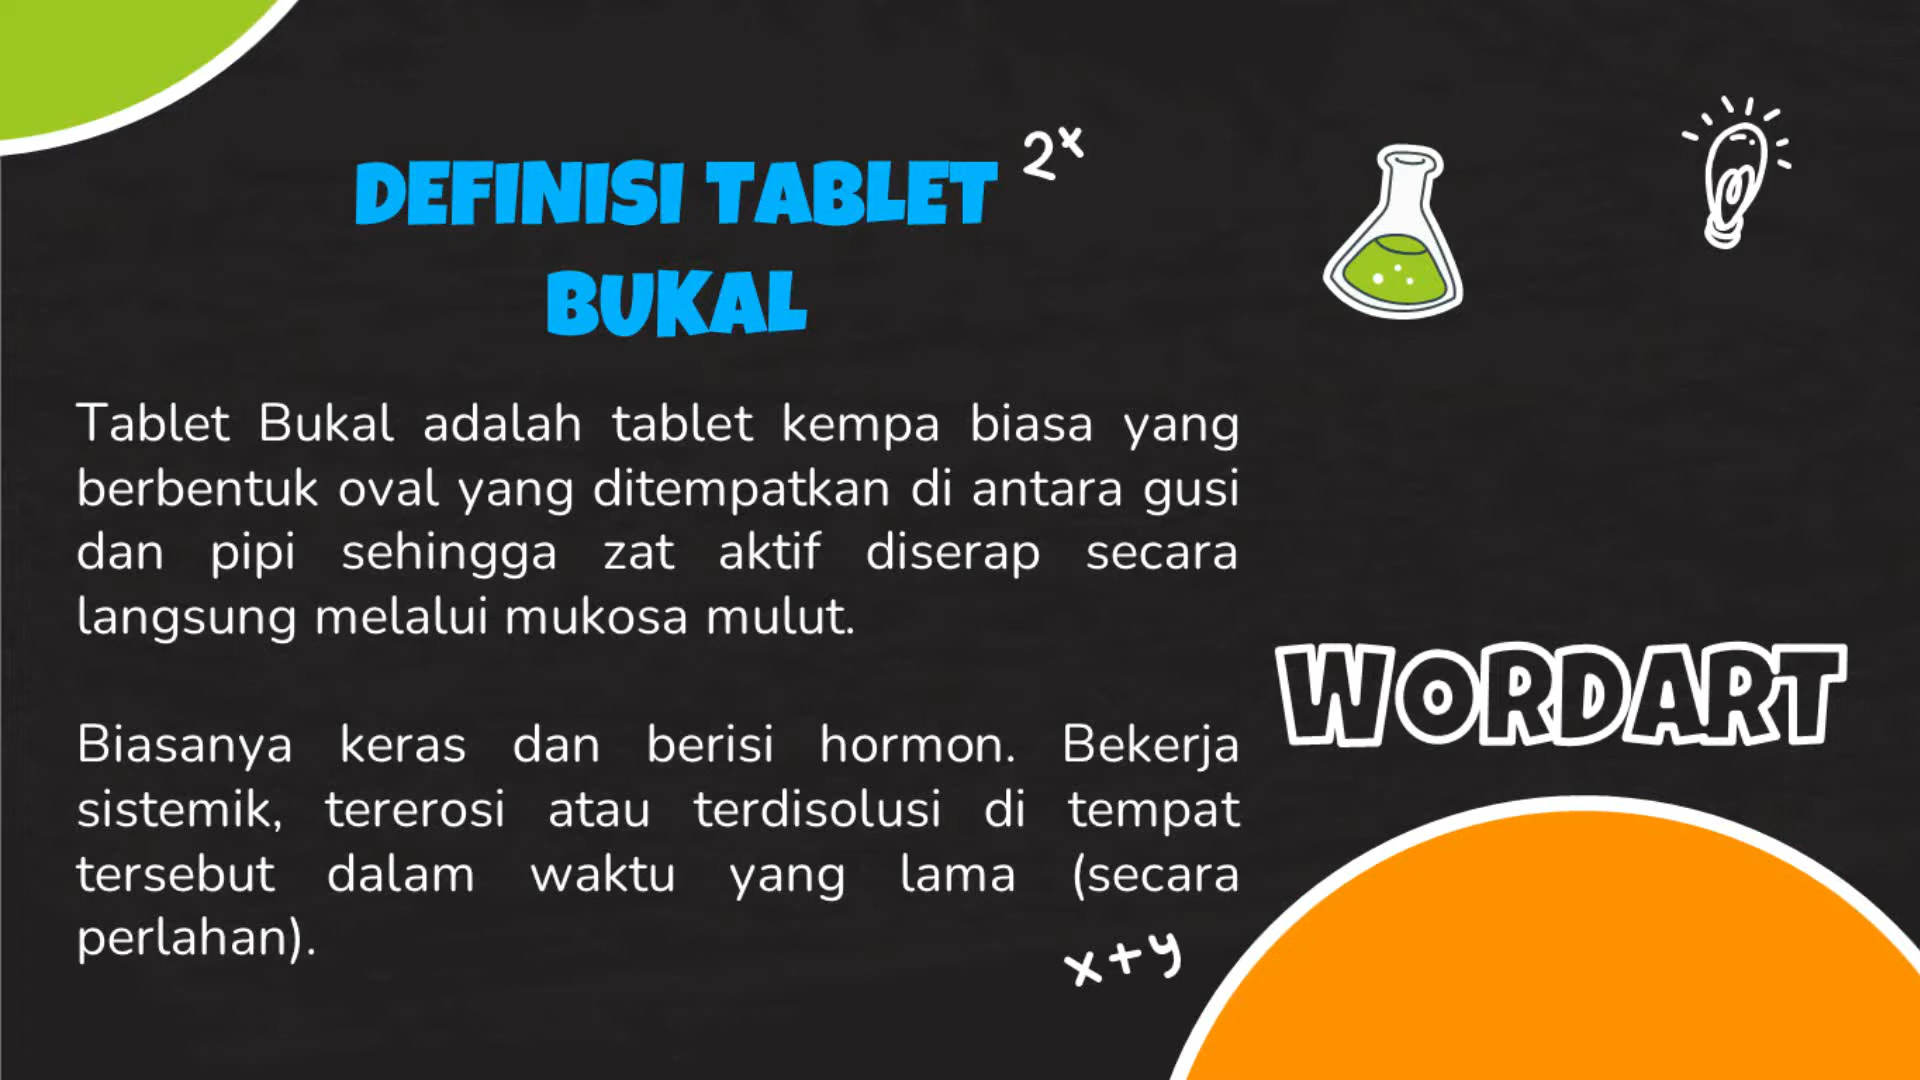 DEFINISI TABLET
BUKAL
2ˣ
Tablet Bukal adalah tablet kempa biasa yang
berbentuk oval yang ditempatkan di antara gusi
dan pipi sehingga zat aktif diserap secara
langsung melalui mukosa mulut.
WORDART
Biasanya keras dan berisi hormon. Bekerja
sistemik, tererosi atau terdisolusi di tempat
tersebut dalam waktu yang lama (secara
perlahan).
x+y